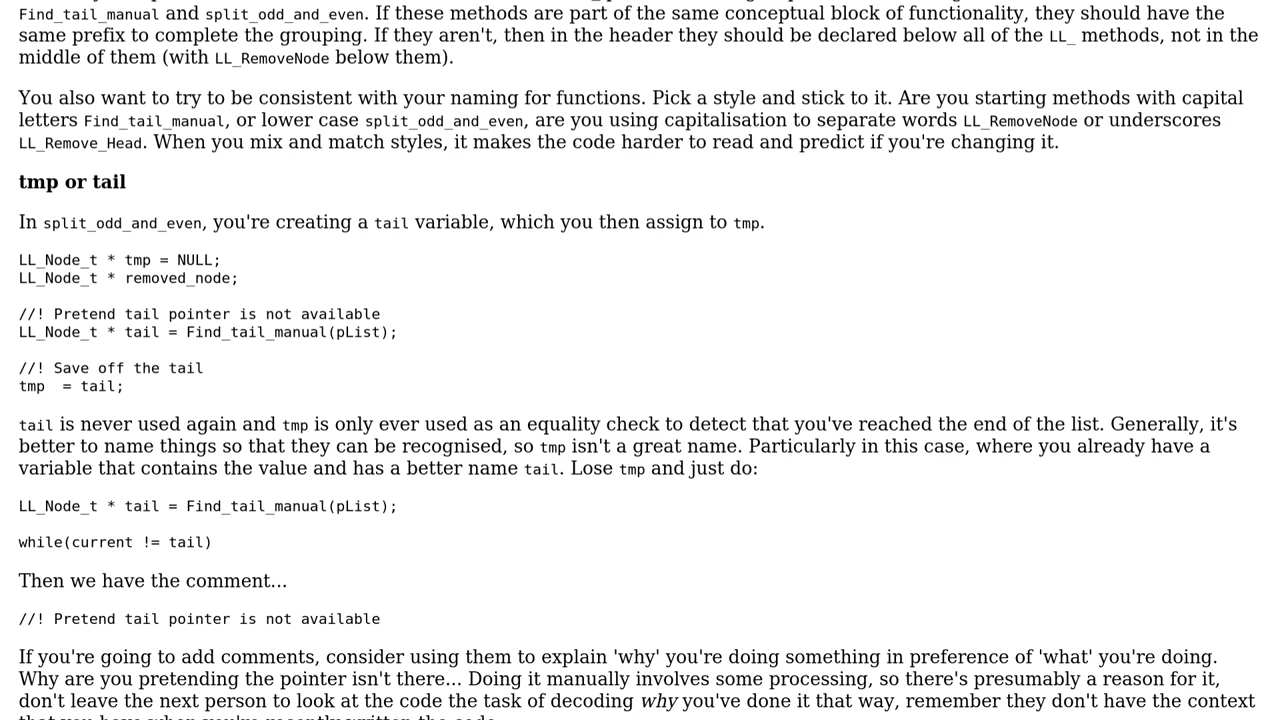 Find_tail_manual and split_odd_and_even. If these methods are part of the same conceptual block of functionality, they should have the
same prefix to complete the grouping. If they aren't, then in the header they should be declared below all of the LL_ methods, not in the
middle of them (with LL_RemoveNode below them).
You also want to try to be consistent with your naming for functions. Pick a style and stick to it. Are you starting methods with capital
letters Find_tail_manual, or lower case split_odd_and_even, are you using capitalisation to separate words LL_RemoveNode or underscores
LL_Remove_Head. When you mix and match styles, it makes the code harder to read and predict if you're changing it.
tmp or tail
In split_odd_and_even, you're creating a tail variable, which you then assign to tmp.
LL_Node_t * tmp = NULL;
LL_Node_t * removed_node;
//! Pretend tail pointer is not available
LL_Node_t * tail = Find_tail_manual(pList);
//! Save off the tail
tmp  = tail;
tail is never used again and tmp is only ever used as an equality check to detect that you've reached the end of the list. Generally, it's
better to name things so that they can be recognised, so tmp isn't a great name. Particularly in this case, where you already have a
variable that contains the value and has a better name tail. Lose tmp and just do:
LL_Node_t * tail = Find_tail_manual(pList);
while(current != tail)
Then we have the comment...
//! Pretend tail pointer is not available
If you're going to add comments, consider using them to explain 'why' you're doing something in preference of 'what' you're doing.
Why are you pretending the pointer isn't there... Doing it manually involves some processing, so there's presumably a reason for it,
don't leave the next person to look at the code the task of decoding why you've done it that way, remember they don't have the context